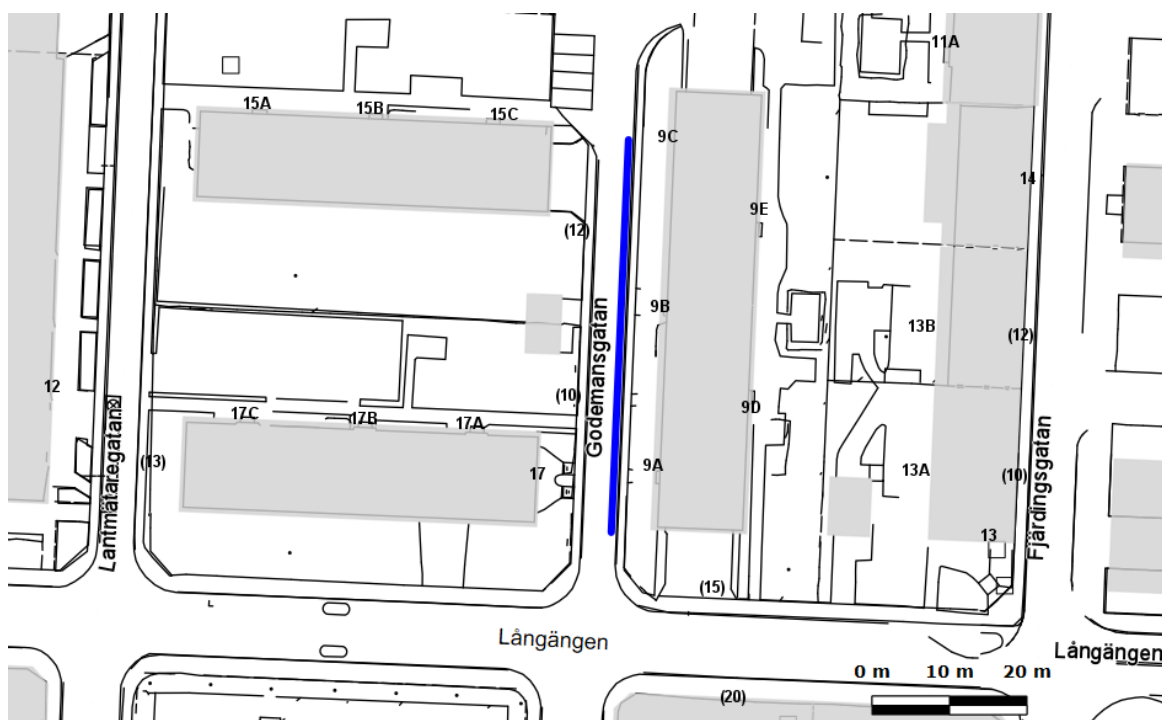 11A
15A
15B
15C
9C
14
9E
(12)
9B
13B
(12)
12
Godemansgatan
(10)
9D
17C
17B
17A
Lantmätaregatan
(13)
17
9A
13A
(10)
Fjärdingsgatan
13
(15)
Långängen
Långängen
0 m 10 m 20 m
(20)